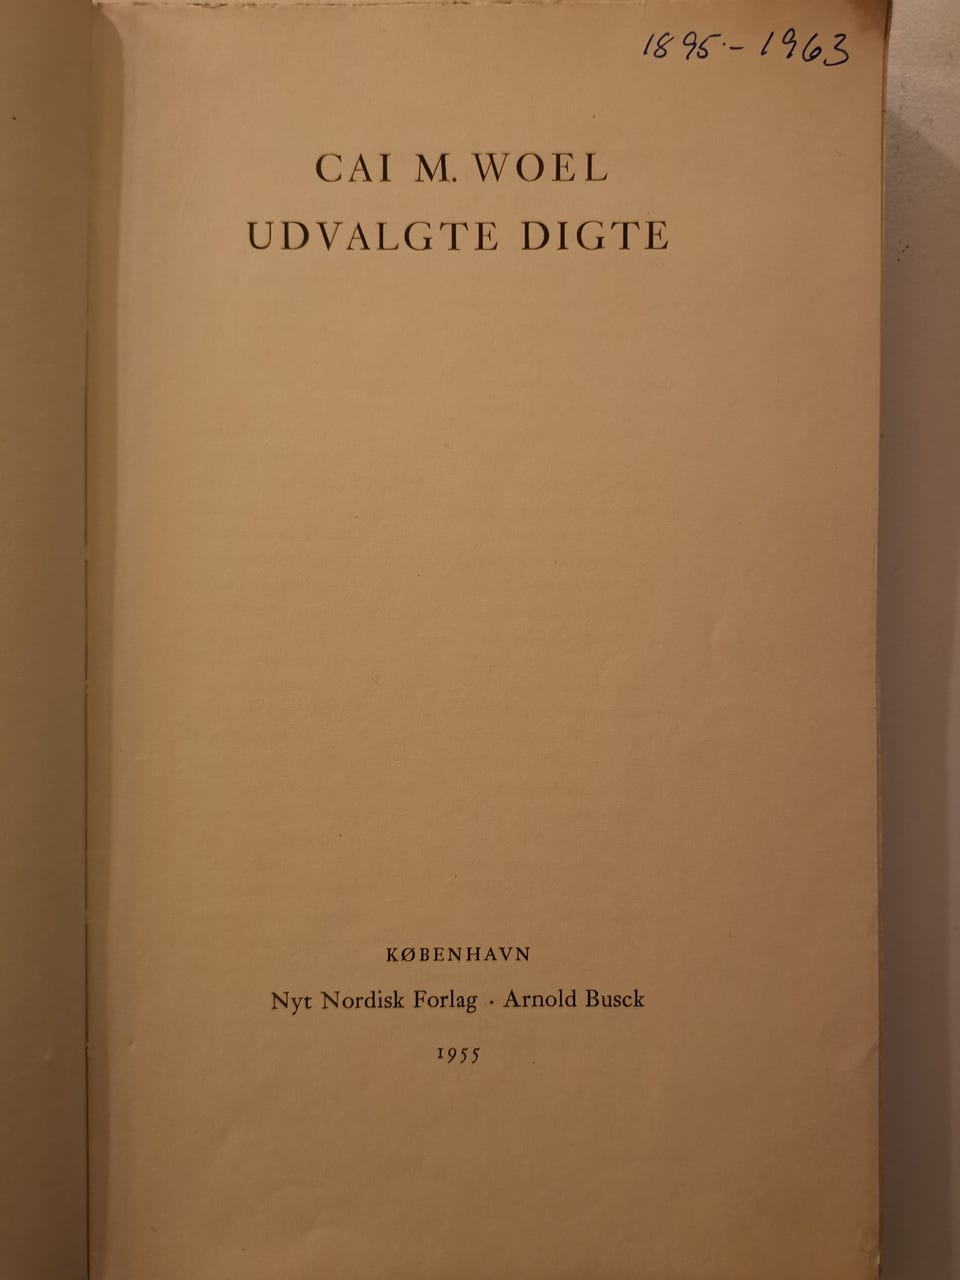 1895 - 1963
CAI M. WOEL
UDVALGTE DIGTE
KØBENHAVN
Nyt Nordisk Forlag · Arnold Busck
1955